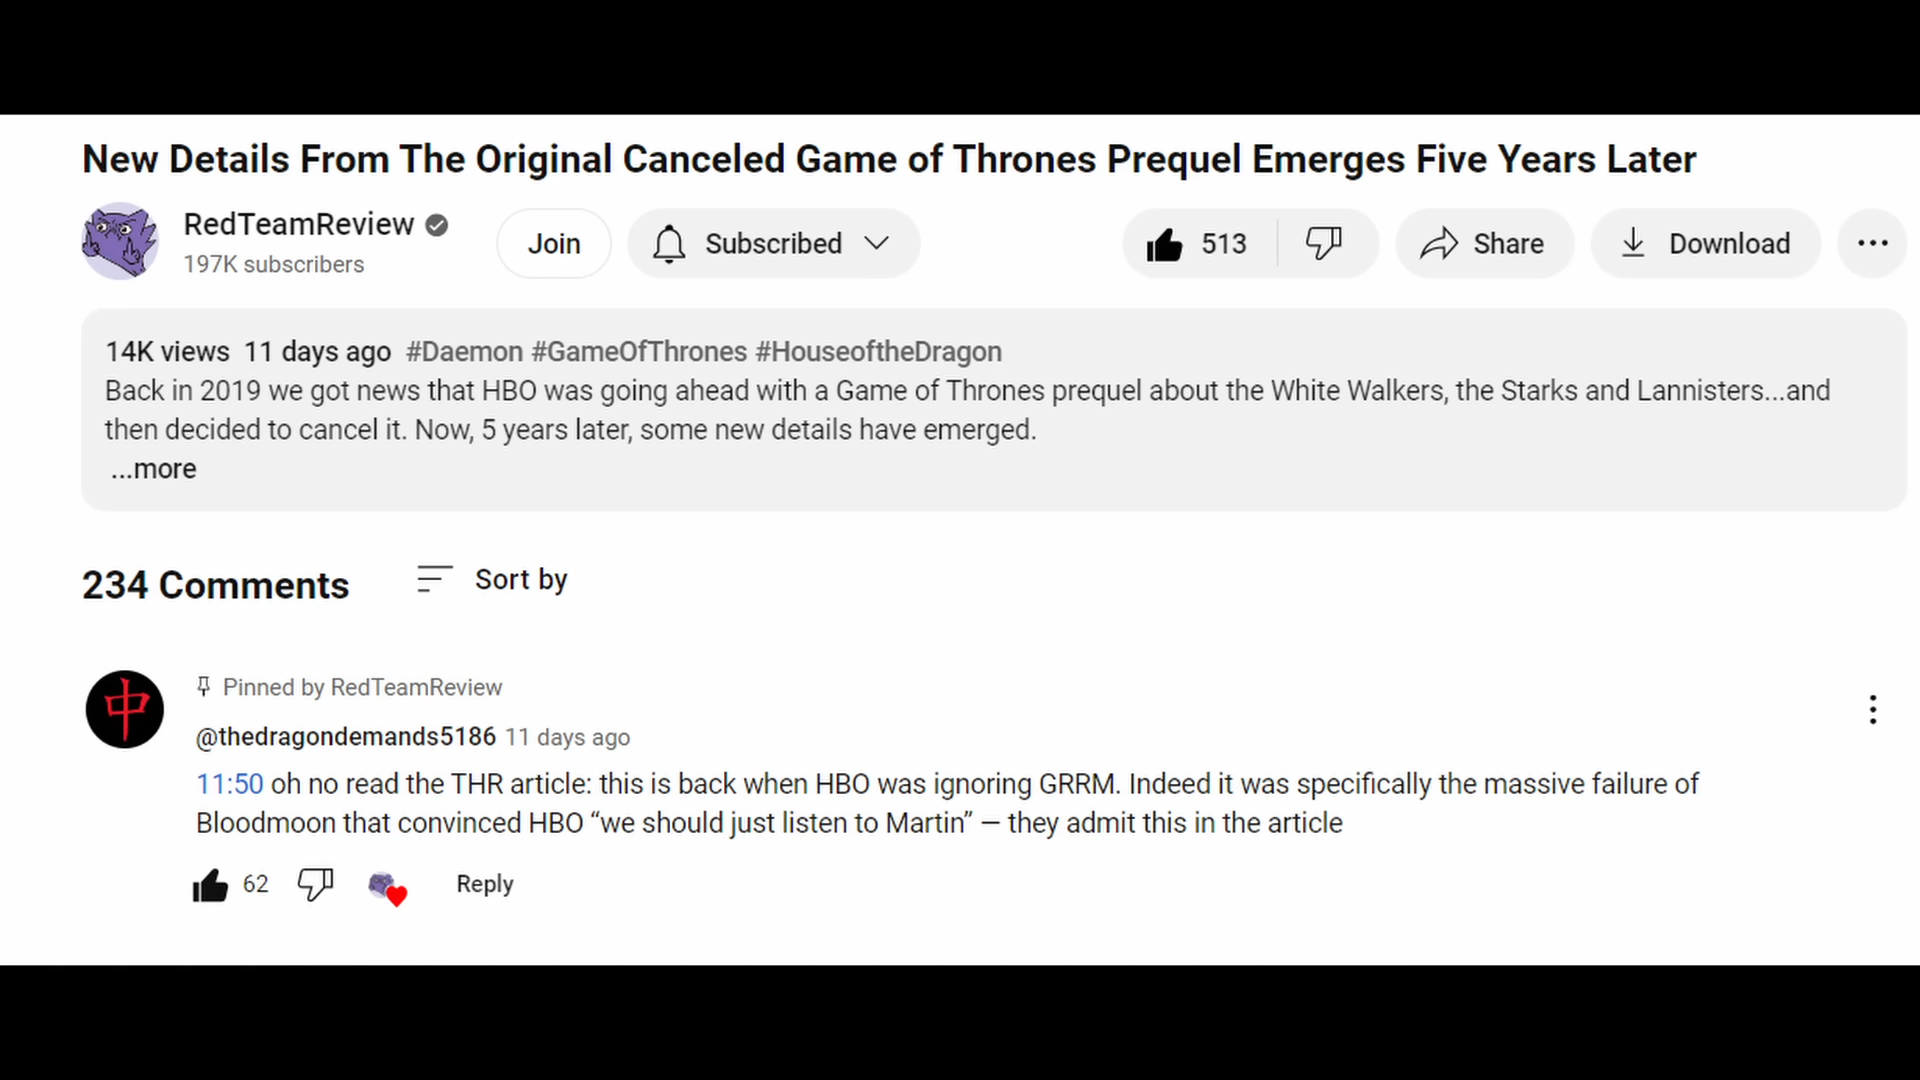 New Details From The Original Canceled Game of Thrones Prequel Emerges Five Years Later
RedTeamReview
197K subscribers
Join
Subscribed
513
Share
Download
14K views 11 days ago #Daemon #GameOfThrones #HouseoftheDragon
Back in 2019 we got news that HBO was going ahead with a Game of Thrones prequel about the White Walkers, the Starks and Lannisters...and
then decided to cancel it. Now, 5 years later, some new details have emerged.
...more
234 Comments
Sort by
中
Pinned by RedTeamReview
@thedragondemands5186 11 days ago
11:50 oh no read the THR article: this is back when HBO was ignoring GRRM. Indeed it was specifically the massive failure of
Bloodmoon that convinced HBO “we should just listen to Martin” — they admit this in the article
62
Reply